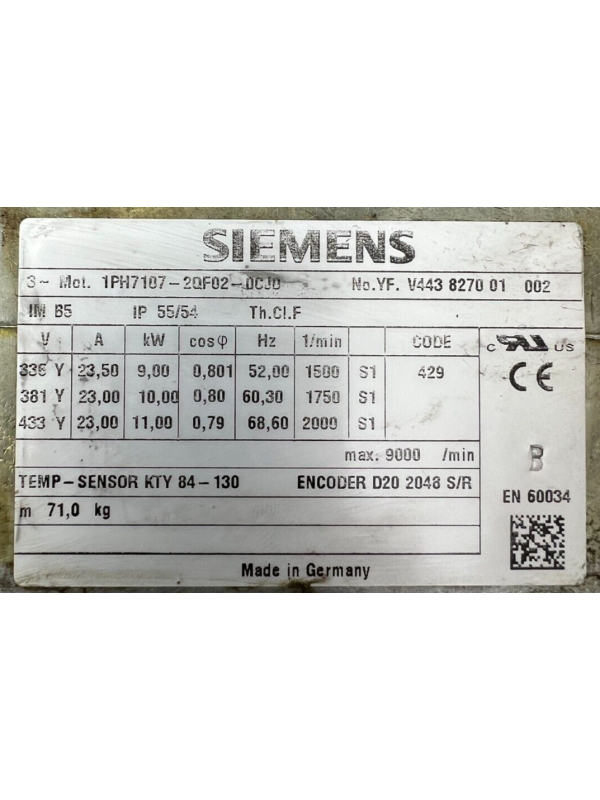 SIEMENS
3~ Mot. 1PH7107-2QF02-0CJ0 No.YF. V443 8270 01 002
IM B5 IP 55/54 Th.Cl.F
V A kW cosφ Hz 1/min CODE
336 Y 23,50 9,00 0,801 52,00 1500 S1 429
381 Y 23,00 10,00 0,80 60,30 1750 S1
433 Y 23,00 11,00 0,79 68,60 2000 S1
c RU US
CE
max. 9000 /min
B
TEMP-SENSOR KTY 84-130 ENCODER D20 2048 S/R
EN 60034
m 71,0 kg
Made in Germany